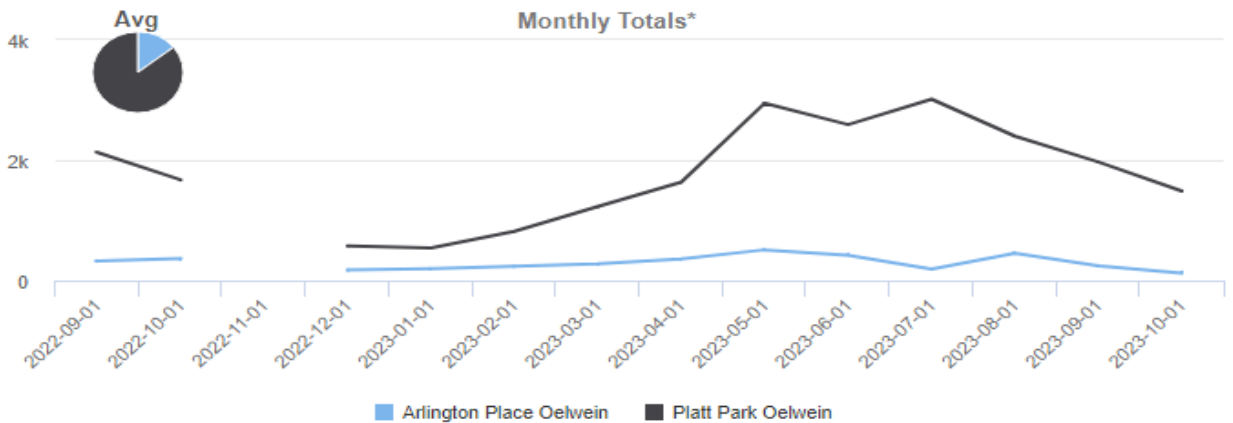 Avg
Monthly Totals*
4k
2k
0
2022-09-01
2022-10-01
2022-11-01
2022-12-01
2023-01-01
2023-02-01
2023-03-01
2023-04-01
2023-05-01
2023-06-01
2023-07-01
2023-08-01
2023-09-01
2023-10-01
Arlington Place Oelwein
Platt Park Oelwein